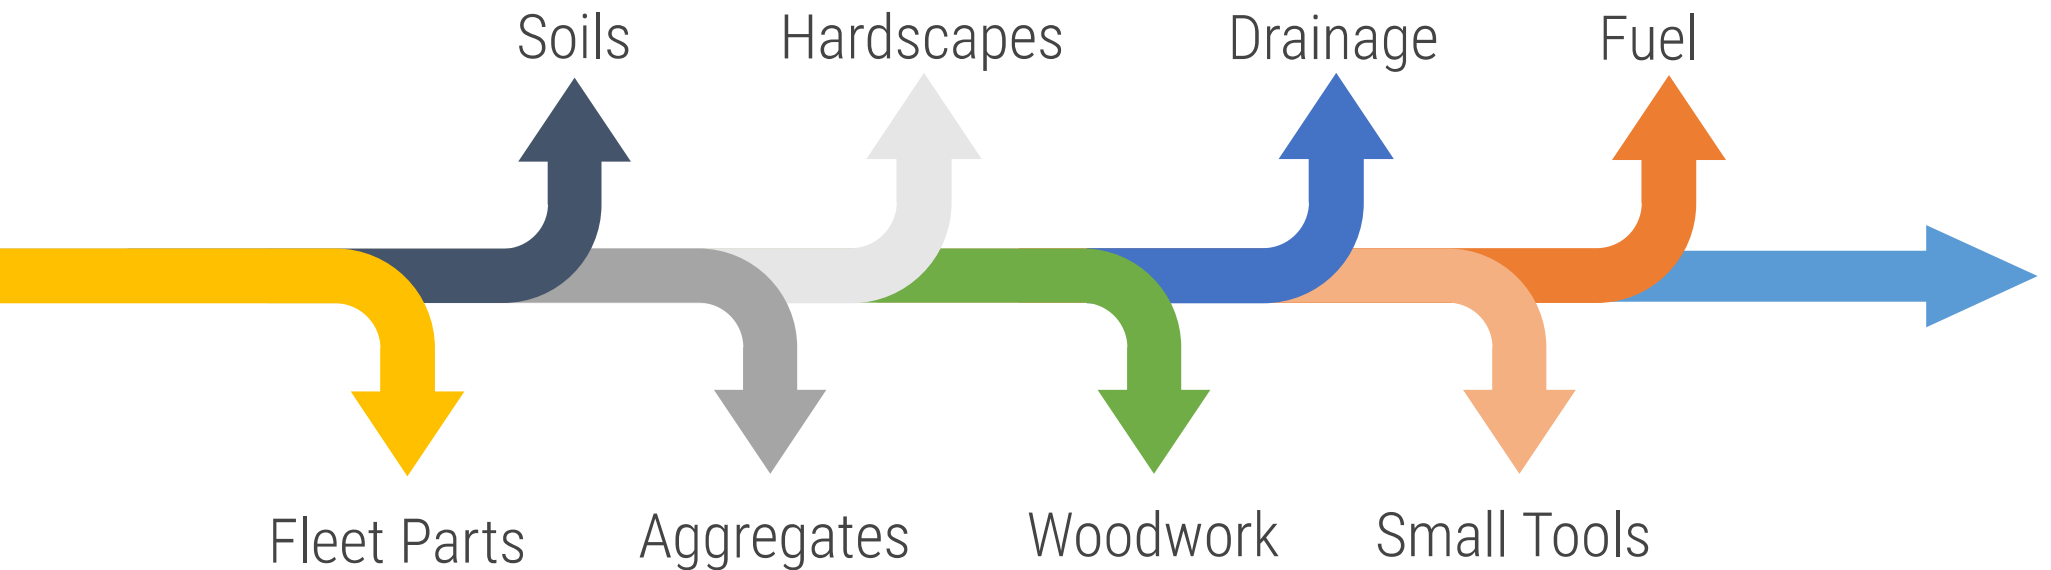 Soils
Hardscapes
Drainage
Fuel
Fleet Parts
Aggregates
Woodwork
Small Tools